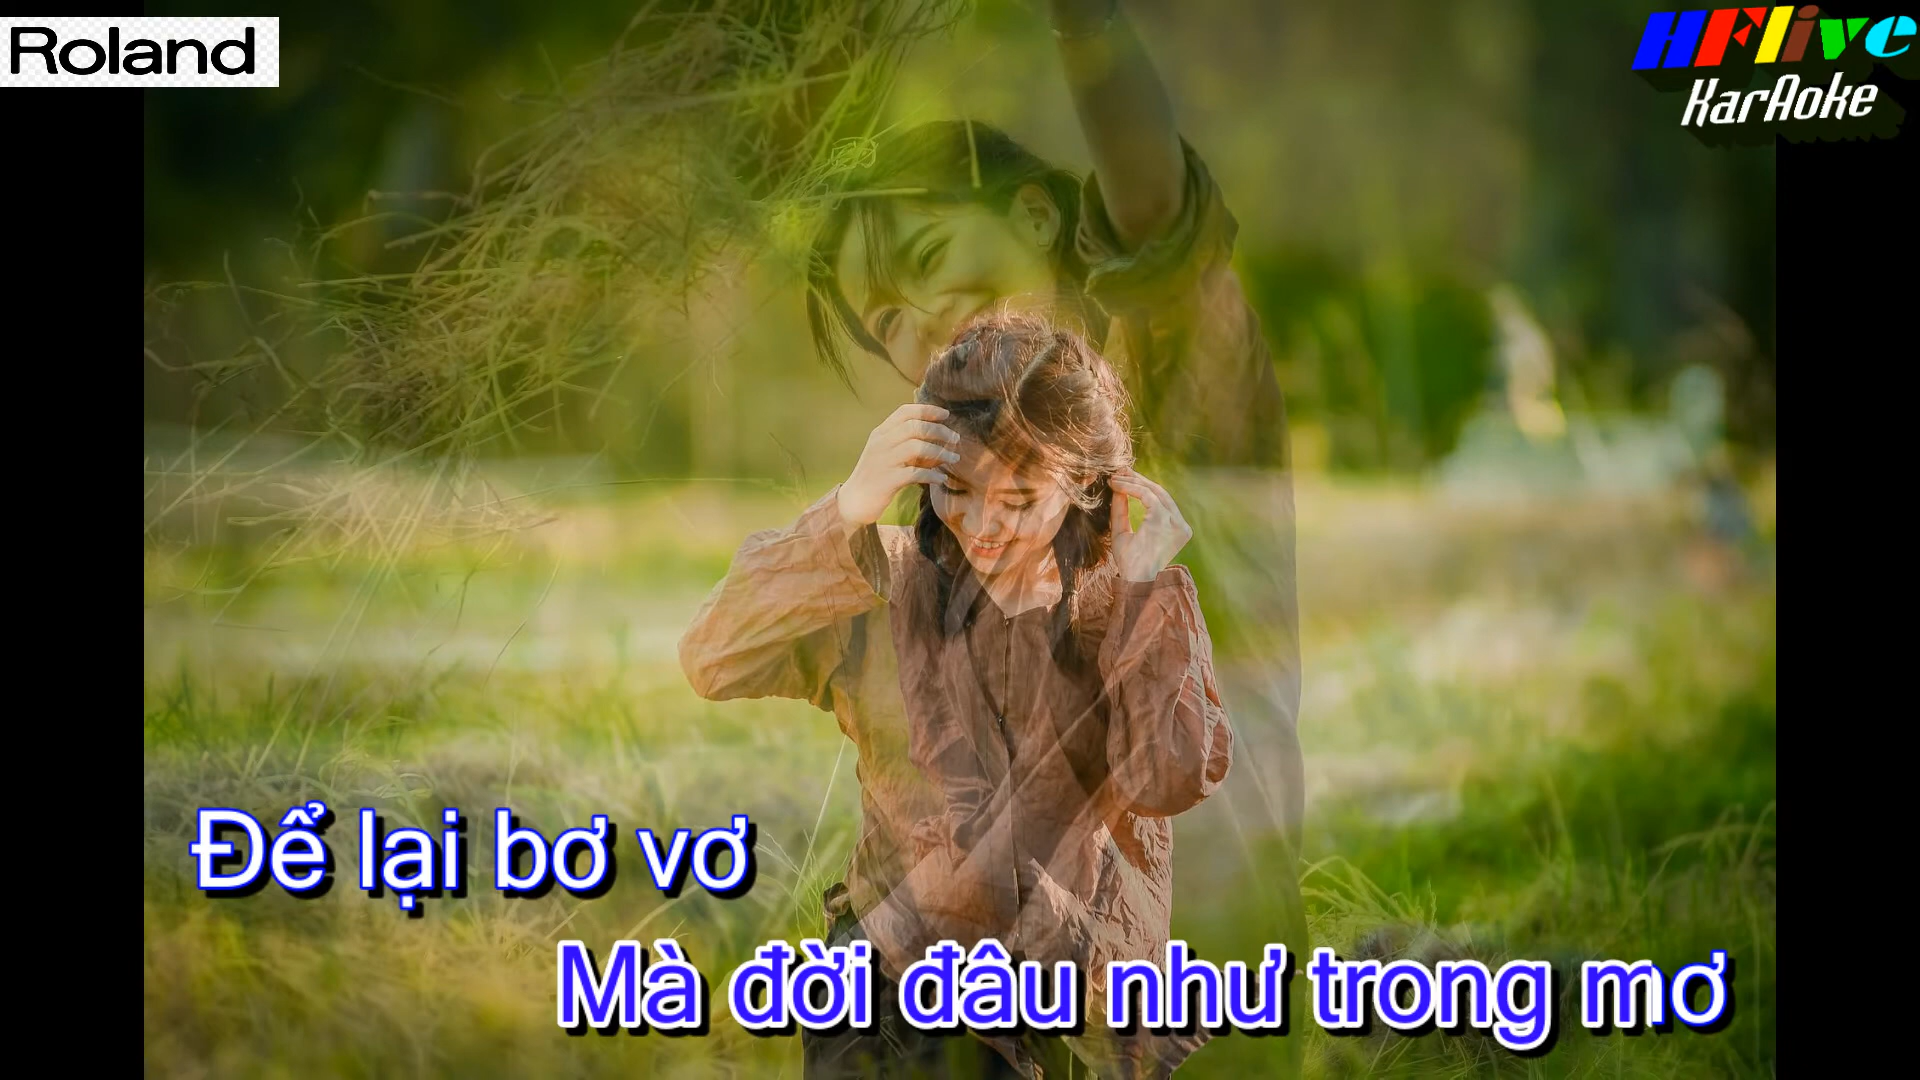 Roland
HFlive
KarAoke
Để lại bơ vơ
Mà đời đâu như trong mơ